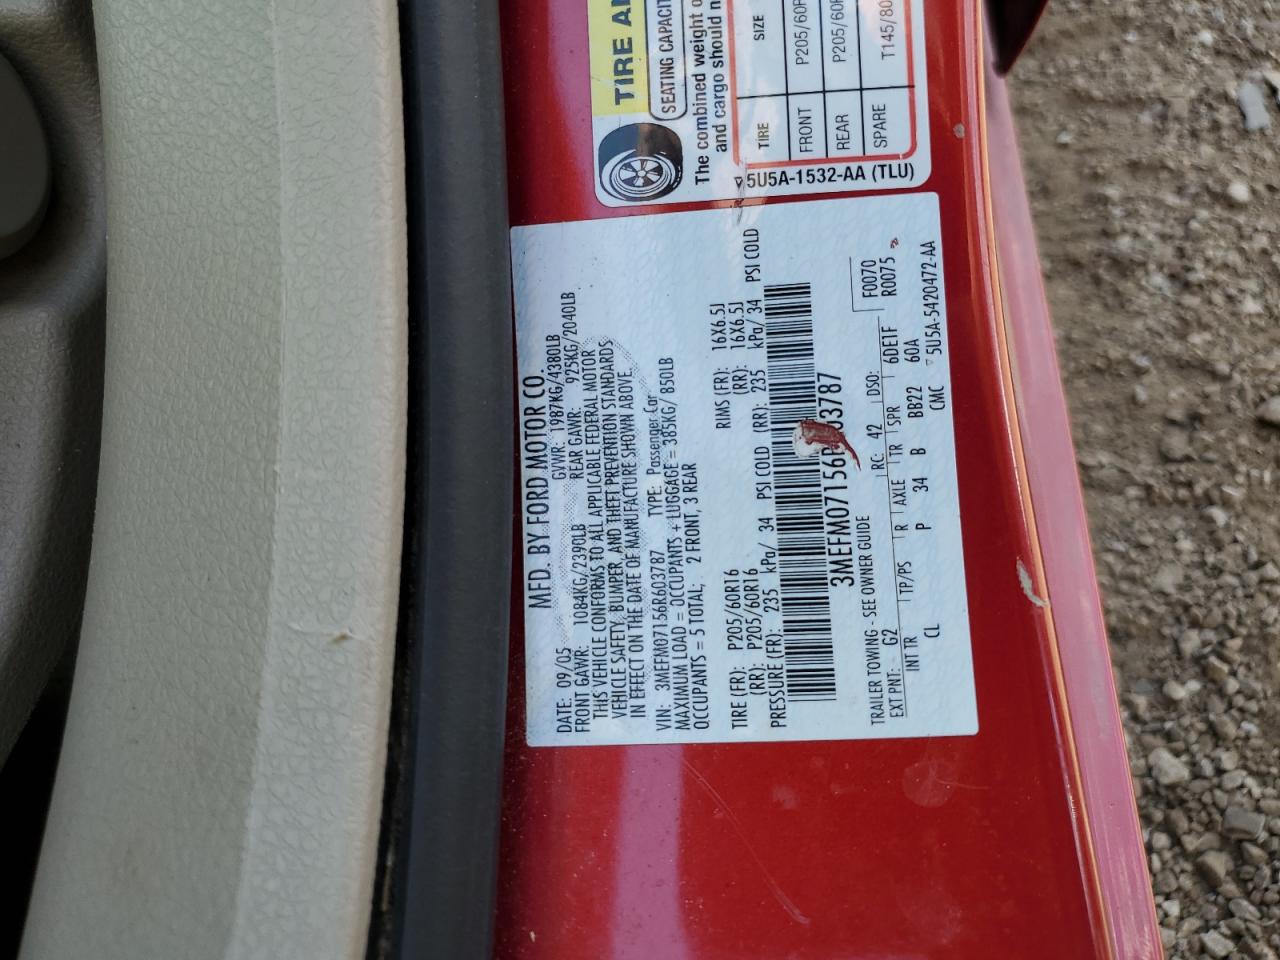 TIRE
SEATING CAPACIT
The combined weight o
and cargo should n
TIRE SIZE
FRONT P205/60R
REAR P205/60R
SPARE T145/80
5U5A-1532-AA (TLU)
MFD. BY FORD MOTOR CO.
DATE: 09/05 GVWR: 1987KG/4380LB
FRONT GAWR: 1084KG/2390LB REAR GAWR: 925KG/2040LB
THIS VEHICLE CONFORMS TO ALL APPLICABLE FEDERAL MOTOR
VEHICLE SAFETY, BUMPER, AND THEFT PREVENTION STANDARDS
IN EFFECT ON THE DATE OF MANUFACTURE SHOWN ABOVE.
VIN: 3MEFM07156R603787 TYPE: Passenger Car
MAXIMUM LOAD = OCCUPANTS + LUGGAGE = 385KG/ 850LB
OCCUPANTS = 5 TOTAL; 2 FRONT, 3 REAR
TIRE (FR): P205/60R16 RIMS (FR): 16X6.5J
(RR): P205/60R16 (RR): 16X6.5J
PRESSURE (FR): 235 kPa/ 34 PSI COLD (RR): 235 kPa/ 34 PSI COLD
3MEFM07156R 03787
TRAILER TOWING - SEE OWNER GUIDE F0070
EXT PNT: G2 RC: 42 DSO: R0075
INT TR TP/PS R AXLE TR SPR 6DE1F
CL P 34 B BB22 60A
CMC 5U5A-5420472-AA